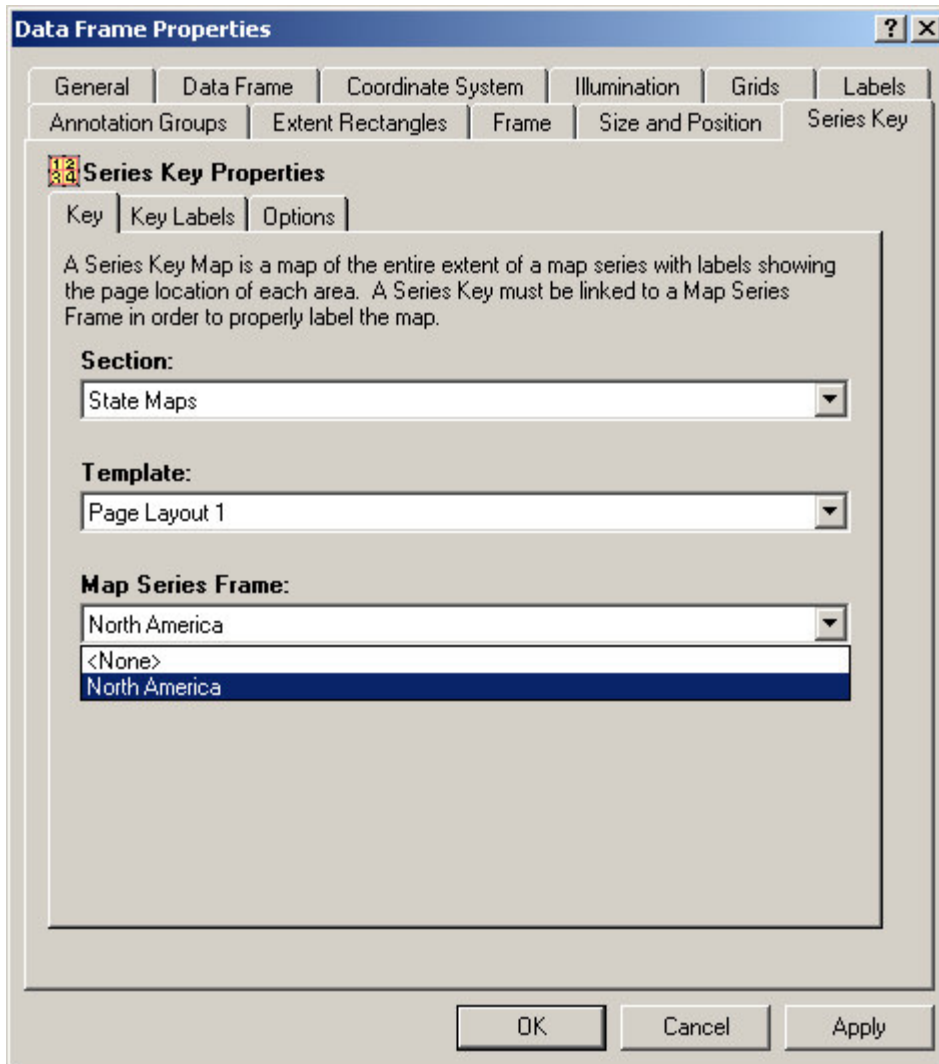 Data Frame Properties
General Data Frame Coordinate System Illumination Grids Labels
Annotation Groups Extent Rectangles Frame Size and Position Series Key
1 2 3 4 Series Key Properties
Key Key Labels Options
A Series Key Map is a map of the entire extent of a map series with labels showing
the page location of each area. A Series Key must be linked to a Map Series
Frame in order to properly label the map.
Section:
State Maps
Template:
Page Layout 1
Map Series Frame:
North America
<None>
North America
OK Cancel Apply